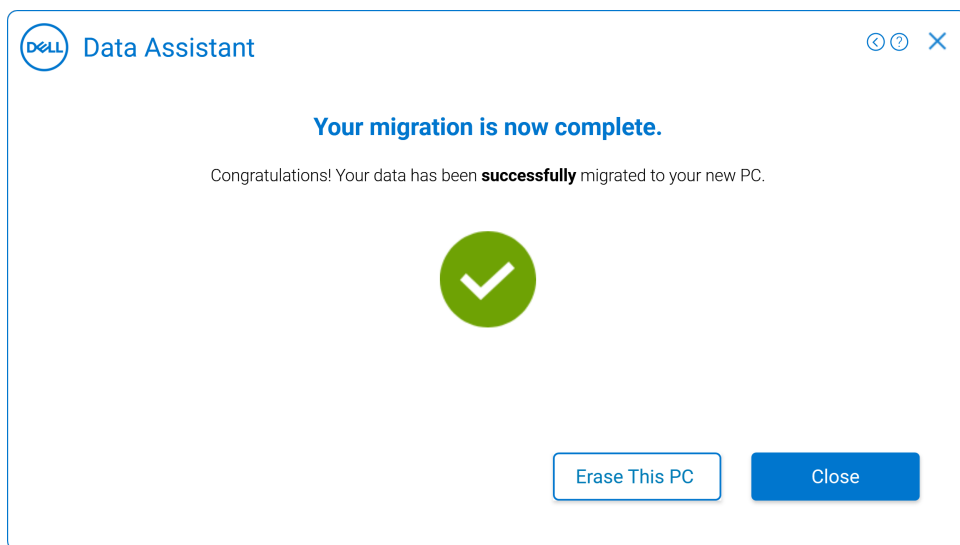 DELL
Data Assistant
Your migration is now complete.
Congratulations! Your data has been successfully migrated to your new PC.
Erase This PC
Close